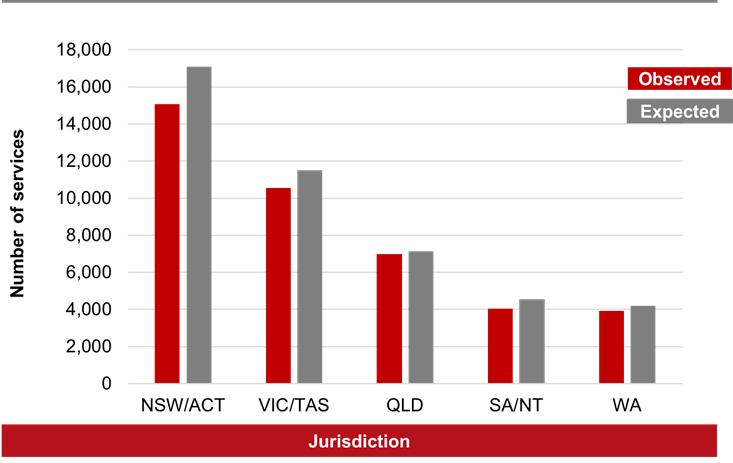 18,000
16,000
14,000
12,000
10,000
8,000
6,000
4,000
2,000
0
Number of services
Observed
Expected
NSW/ACT VIC/TAS QLD SA/NT WA
Jurisdiction